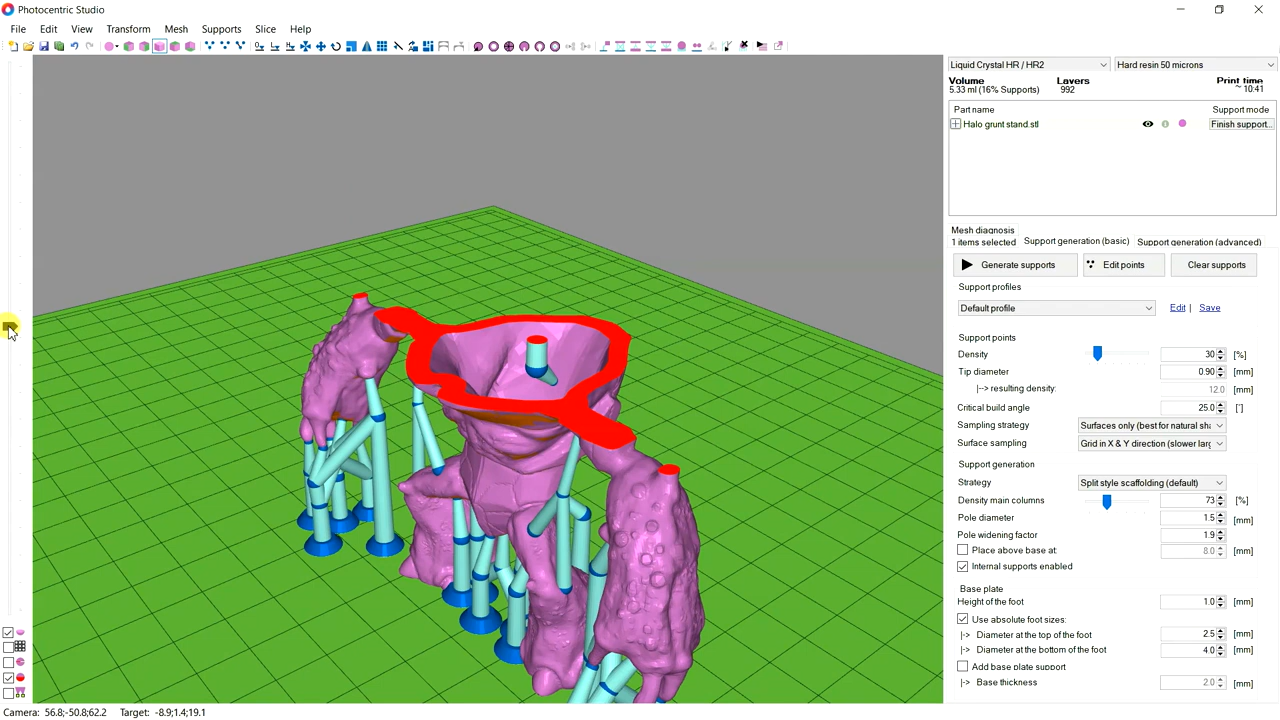 Photocentric Studio
File Edit View Transform Mesh Supports Slice Help
Liquid Crystal HR / HR2 Hard resin 50 microns
Volume Layers Print time
5.33 ml (16% Supports) 992 ~ 10:41
Part name Support mode
Halo grunt stand.stl Finish support...
Mesh diagnosis
1 items selected Support generation (basic) Support generation (advanced)
Generate supports Edit points Clear supports
Support profiles
Default profile Edit | Save
Support points
Density 30 [%]
Tip diameter 0.90 [mm]
|--> resulting density: 12.0 [mm]
Critical build angle 25.0 [°]
Sampling strategy Surfaces only (best for natural sha
Surface sampling Grid in X & Y direction (slower larg
Support generation
Strategy Split style scaffolding (default)
Density main columns 73 [%]
Pole diameter 1.5 [mm]
Pole widening factor 1.9 [mm]
Place above base at: 8.0 [mm]
Internal supports enabled
Base plate
Height of the foot 1.0 [mm]
Use absolute foot sizes:
|-> Diameter at the top of the foot 2.5 [mm]
|-> Diameter at the bottom of the foot 4.0 [mm]
Add base plate support
|-> Base thickness 2.0 [mm]
Camera: 56.8;-50.8;62.2 Target: -8.9;1.4;19.1